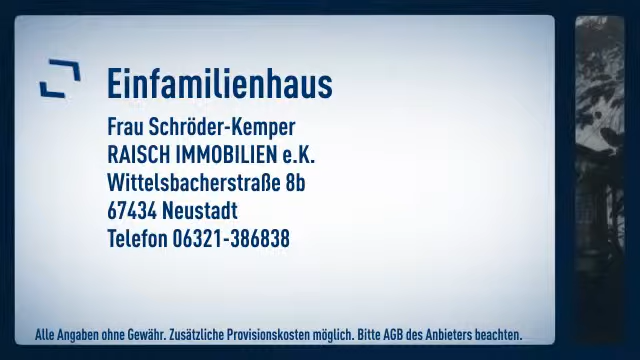 Einfamilienhaus
Frau Schröder-Kemper
RAISCH IMMOBILIEN e.K.
Wittelsbacherstraße 8b
67434 Neustadt
Telefon 06321-386838
Alle Angaben ohne Gewähr. Zusätzliche Provisionskosten möglich. Bitte AGB des Anbieters beachten.